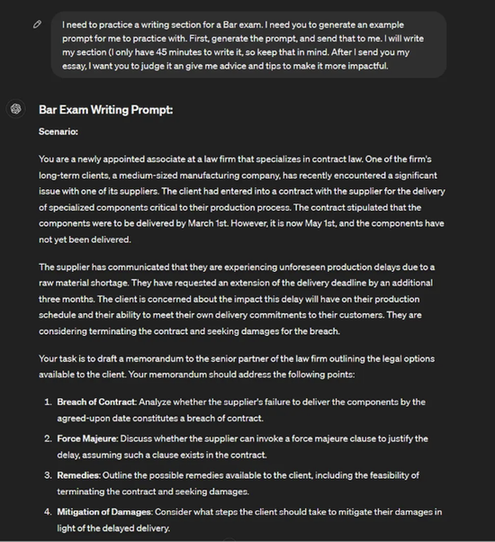 I need to practice a writing section for a Bar exam. I need you to generate an example
prompt for me to practice with. First, generate the prompt, and send that to me. I will write
my section (I only have 45 minutes to write it, so keep that in mind. After I send you my
essay, I want you to judge it an give me advice and tips to make it more impactful.
Bar Exam Writing Prompt:
Scenario:
You are a newly appointed associate at a law firm that specializes in contract law. One of the firm's
long-term clients, a medium-sized manufacturing company, has recently encountered a significant
issue with one of its suppliers. The client had entered into a contract with the supplier for the delivery
of specialized components critical to their production process. The contract stipulated that the
components were to be delivered by March 1st. However, it is now May 1st, and the components have
not yet been delivered.
The supplier has communicated that they are experiencing unforeseen production delays due to a
raw material shortage. They have requested an extension of the delivery deadline by an additional
three months. The client is concerned about the impact this delay will have on their production
schedule and their ability to meet their own delivery commitments to their customers. They are
considering terminating the contract and seeking damages for the breach.
Your task is to draft a memorandum to the senior partner of the law firm outlining the legal options
available to the client. Your memorandum should address the following points:
1. Breach of Contract: Analyze whether the supplier's failure to deliver the components by the
agreed-upon date constitutes a breach of contract.
2. Force Majeure: Discuss whether the supplier can invoke a force majeure clause to justify the
delay, assuming such a clause exists in the contract.
3. Remedies: Outline the possible remedies available to the client, including the feasibility of
terminating the contract and seeking damages.
4. Mitigation of Damages: Consider what steps the client should take to mitigate their damages in
light of the delayed delivery.